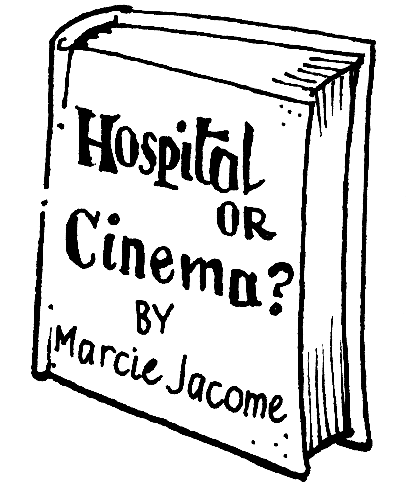 Hospital
OR
Cinema?
BY
Marcie Jacome